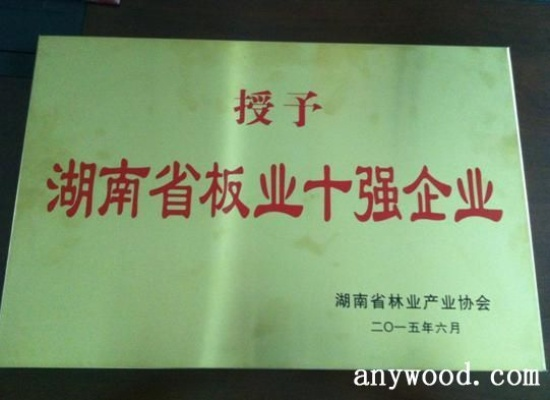 授予
湖南省板业十强企业
湖南省林业产业协会
二〇一五年六月
anywood.com